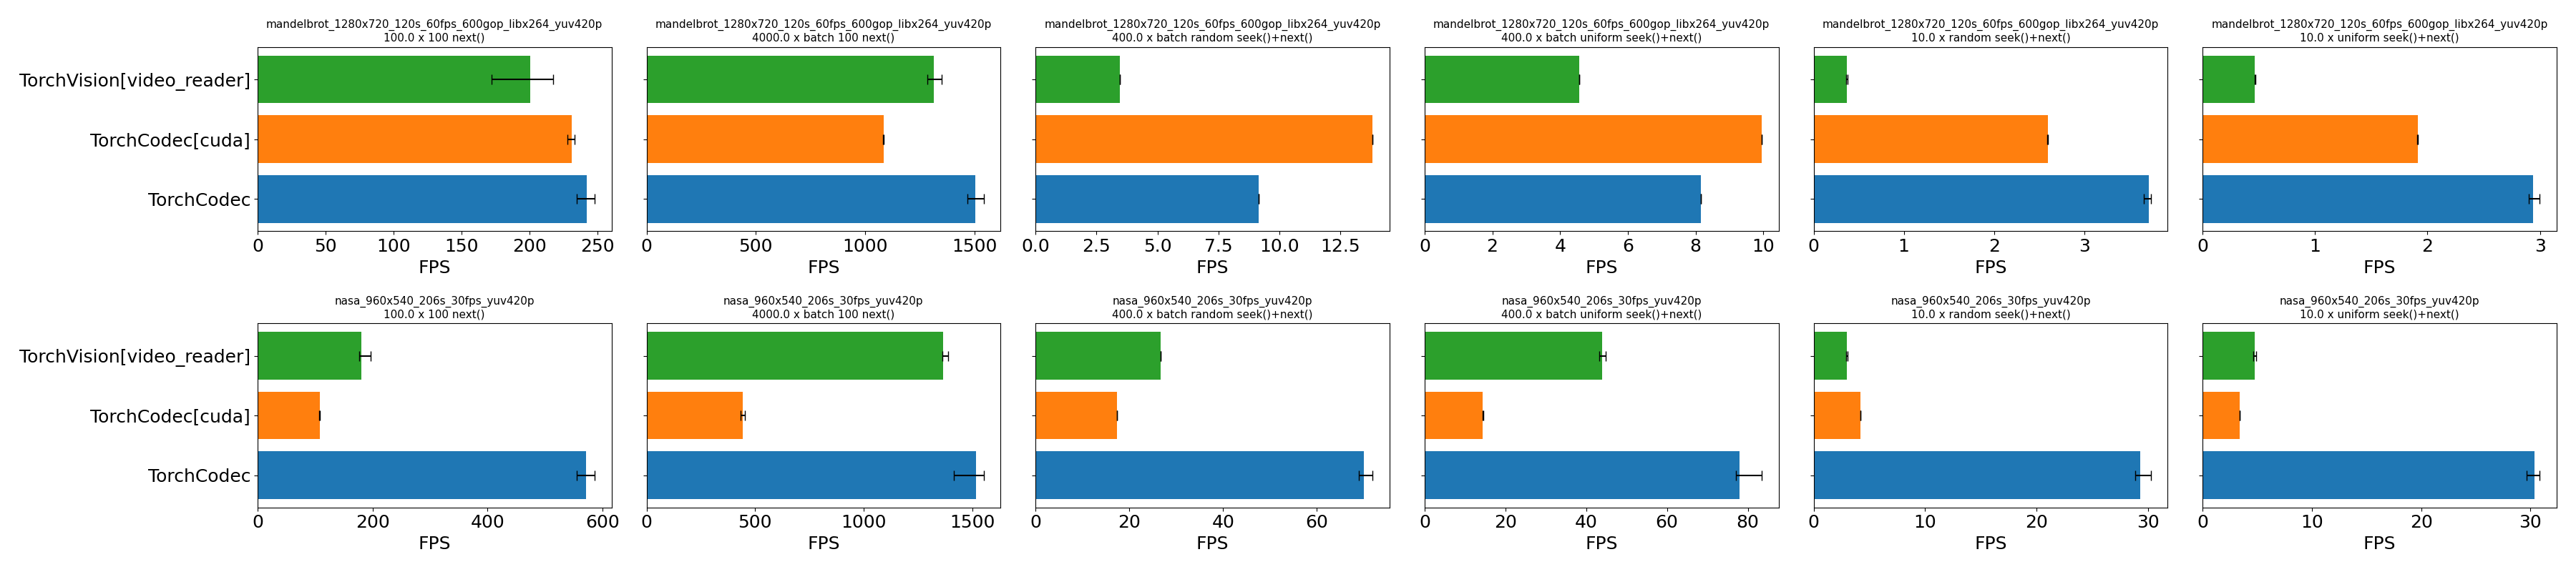 mandelbrot_1280x720_120s_60fps_600gop_libx264_yuv420p
100.0 x 100 next()
mandelbrot_1280x720_120s_60fps_600gop_libx264_yuv420p
4000.0 x batch 100 next()
mandelbrot_1280x720_120s_60fps_600gop_libx264_yuv420p
400.0 x batch random seek()+next()
mandelbrot_1280x720_120s_60fps_600gop_libx264_yuv420p
400.0 x batch uniform seek()+next()
mandelbrot_1280x720_120s_60fps_600gop_libx264_yuv420p
10.0 x random seek()+next()
mandelbrot_1280x720_120s_60fps_600gop_libx264_yuv420p
10.0 x uniform seek()+next()
TorchVision[video_reader]
TorchCodec[cuda]
TorchCodec
0 50 100 150 200 250
0 500 1000 1500
0.0 2.5 5.0 7.5 10.0 12.5
0 2 4 6 8 10
0 1 2 3
0 1 2 3
FPS
FPS
FPS
FPS
FPS
FPS
nasa_960x540_206s_30fps_yuv420p
100.0 x 100 next()
nasa_960x540_206s_30fps_yuv420p
4000.0 x batch 100 next()
nasa_960x540_206s_30fps_yuv420p
400.0 x batch random seek()+next()
nasa_960x540_206s_30fps_yuv420p
400.0 x batch uniform seek()+next()
nasa_960x540_206s_30fps_yuv420p
10.0 x random seek()+next()
nasa_960x540_206s_30fps_yuv420p
10.0 x uniform seek()+next()
TorchVision[video_reader]
TorchCodec[cuda]
TorchCodec
0 200 400 600
0 500 1000 1500
0 20 40 60
0 20 40 60 80
0 10 20 30
0 10 20 30
FPS
FPS
FPS
FPS
FPS
FPS